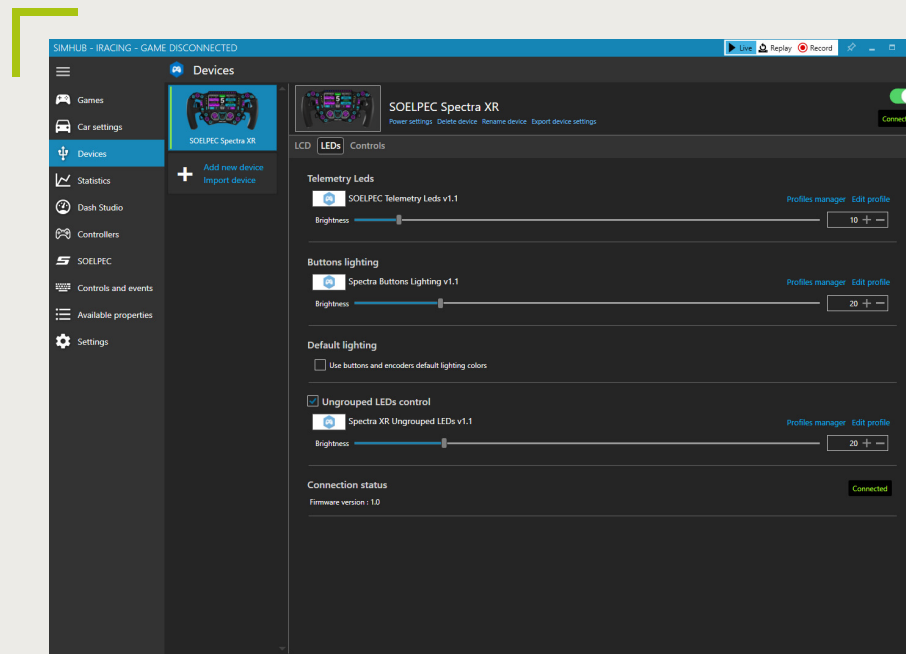 SIMHUB - IRACING - GAME DISCONNECTED
Live
Replay
Record
Devices
Games
Car settings
Devices
Statistics
Dash Studio
Controllers
SOELPEC
Controls and events
Available properties
Settings
SOELPEC Spectra XR
Add new device
Import device
SOELPEC Spectra XR
Power settings Delete device Rename device Export device settings
LCD LEDs Controls
Telemetry Leds
SOELPEC Telemetry Leds v1.1
Profiles manager Edit profile
Brightness
10
Buttons lighting
Spectra Buttons Lighting v1.1
Profiles manager Edit profile
Brightness
20
Default lighting
Use buttons and encoders default lighting colors
Ungrouped LEDs control
Spectra XR Ungrouped LEDs v1.1
Profiles manager Edit profile
Brightness
20
Connection status
Connected
Firmware version : 1.0